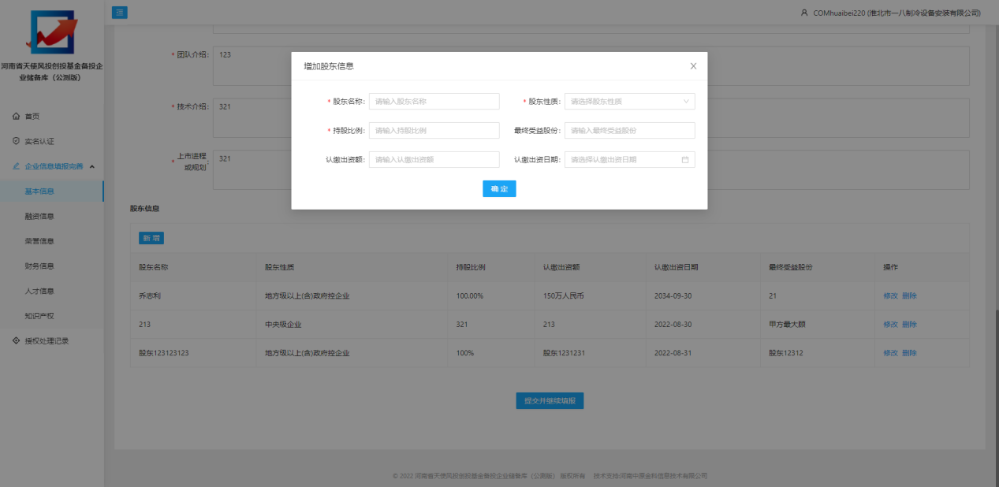 COMhuaibei220 (淮北市一八制冷设备安装有限公司)
河南省天使风投创投基金备投企
业储备库（公测版）
首页
实名认证
企业信息填报完善
基本信息
融资信息
荣誉信息
财务信息
人才信息
知识产权
授权处理记录
* 团队介绍: 123
* 技术介绍: 321
* 上市进程
或规划: 321
增加股东信息
* 股东名称: 请输入股东名称 * 股东性质: 请选择股东性质
* 持股比例: 请输入持股比例 最终受益股份: 请输入最终受益股份
认缴出资额: 请输入认缴出资额 认缴出资日期: 请选择认缴出资日期
确 定
股东信息
新 增
股东名称 股东性质 持股比例 认缴出资额 认缴出资日期 最终受益股份 操作
乔志利 地方级以上(含)政府控企业 100.00% 150万人民币 2034-09-30 21 修改 删除
213 中央级企业 321 213 2022-08-30 甲方最大顾 修改 删除
股东123123123 地方级以上(含)政府控企业 100% 股东1231231 2022-08-31 股东12312 修改 删除
提交并继续填报
© 2022 河南省天使风投创投基金备投企业储备库（公测版） 版权所有 技术支持:河南中原金科信息技术有限公司